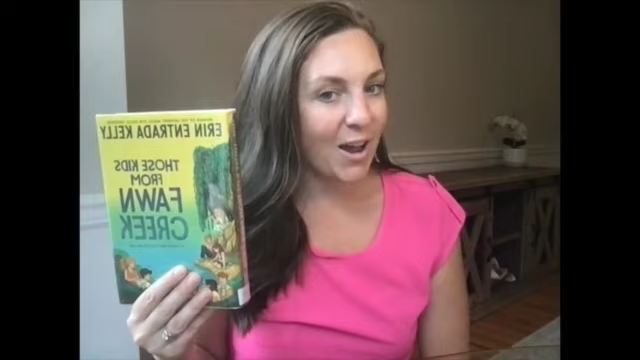 ERIN ENTRADA KELLY
THOSE KIDS
FROM
FAWN
CREEK